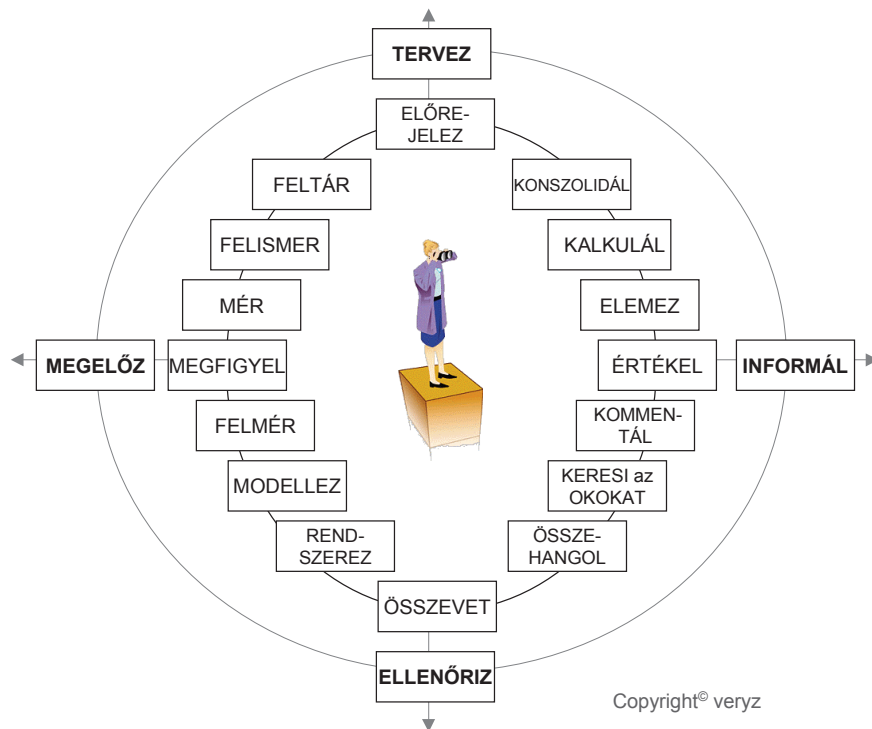 TERVEZ
ELŐRE-
JELEZ
FELTÁR
KONSZOLIDÁL
FELISMER
KALKULÁL
MÉR
ELEMEZ
MEGELŐZ
MEGFIGYEL
ÉRTÉKEL
INFORMÁL
FELMÉR
KOMMEN-
TÁL
MODELLEZ
KERESI az
OKOKAT
REND-
SZEREZ
ÖSSZE-
HANGOL
ÖSSZEVET
ELLENŐRIZ
Copyright© veryz